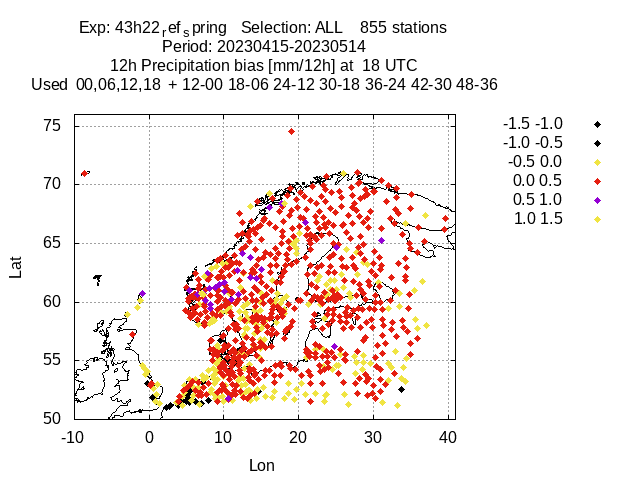 Exp: 43h22ref spring   Selection: ALL    855 stations
Period: 20230415-20230514
12h Precipitation bias [mm/12h] at  18 UTC
Used  00,06,12,18  + 12-00 18-06 24-12 30-18 36-24 42-30 48-36
-1.5 -1.0
-1.0 -0.5
-0.5 0.0
0.0 0.5
0.5 1.0
1.0 1.5
75
70
65
60
55
50
Lat
-10 0 10 20 30 40
Lon